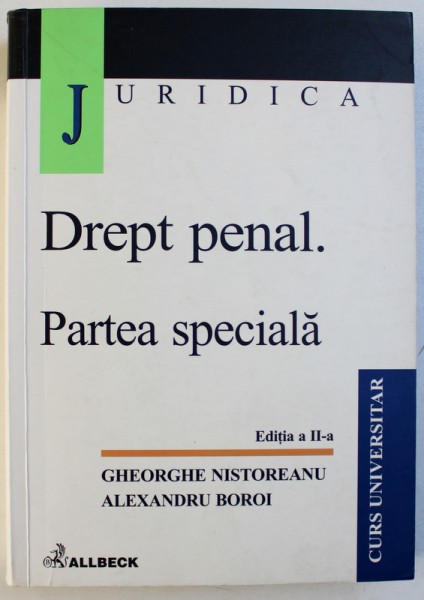 JURIDICA
Drept penal.
Partea specială
Ediția a II-a
GHEORGHE NISTOREANU
ALEXANDRU BOROI
CURS UNIVERSITAR
ALLBECK